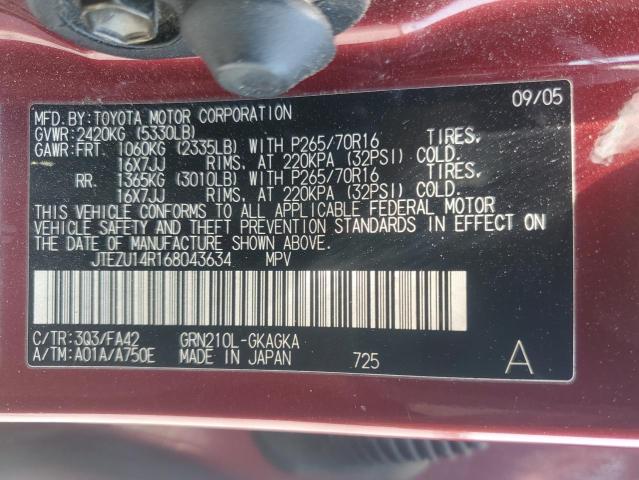 09/05
MFD. BY: TOYOTA MOTOR CORPORATION
GVWR: 2420KG (5330LB)
GAWR: FRT. 1060KG (2335LB) WITH P265/70R16 TIRES,
16X7JJ RIMS, AT 220KPA (32PSI) COLD.
RR. 1365KG (3010LB) WITH P265/70R16 TIRES,
16X7JJ RIMS, AT 220KPA (32PSI) COLD.
THIS VEHICLE CONFORMS TO ALL APPLICABLE FEDERAL MOTOR
VEHICLE SAFETY AND THEFT PREVENTION STANDARDS IN EFFECT ON
THE DATE OF MANUFACTURE SHOWN ABOVE.
JTEZU14R168043634 MPV
C/TR: 3Q3/FA42 GRN210L-GKAGKA
A/TM: A01A/A750E MADE IN JAPAN 725 A